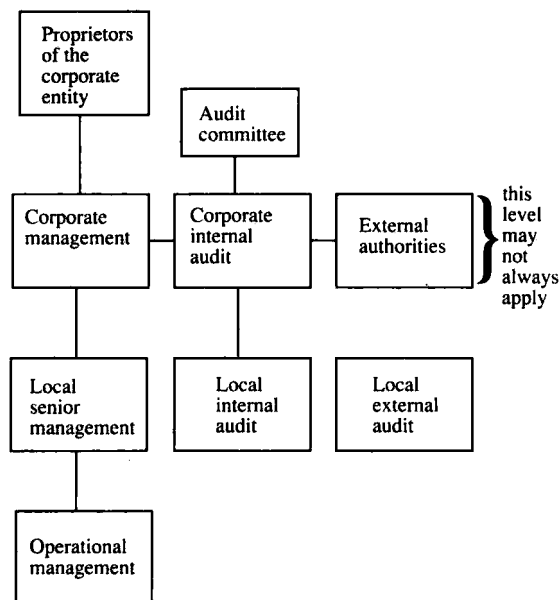 Proprietors
of the
corporate
entity
Audit
committee
Corporate
management
Corporate
internal
audit
External
authorities
this
level
may
not
always
apply
Local
senior
management
Local
internal
audit
Local
external
audit
Operational
management